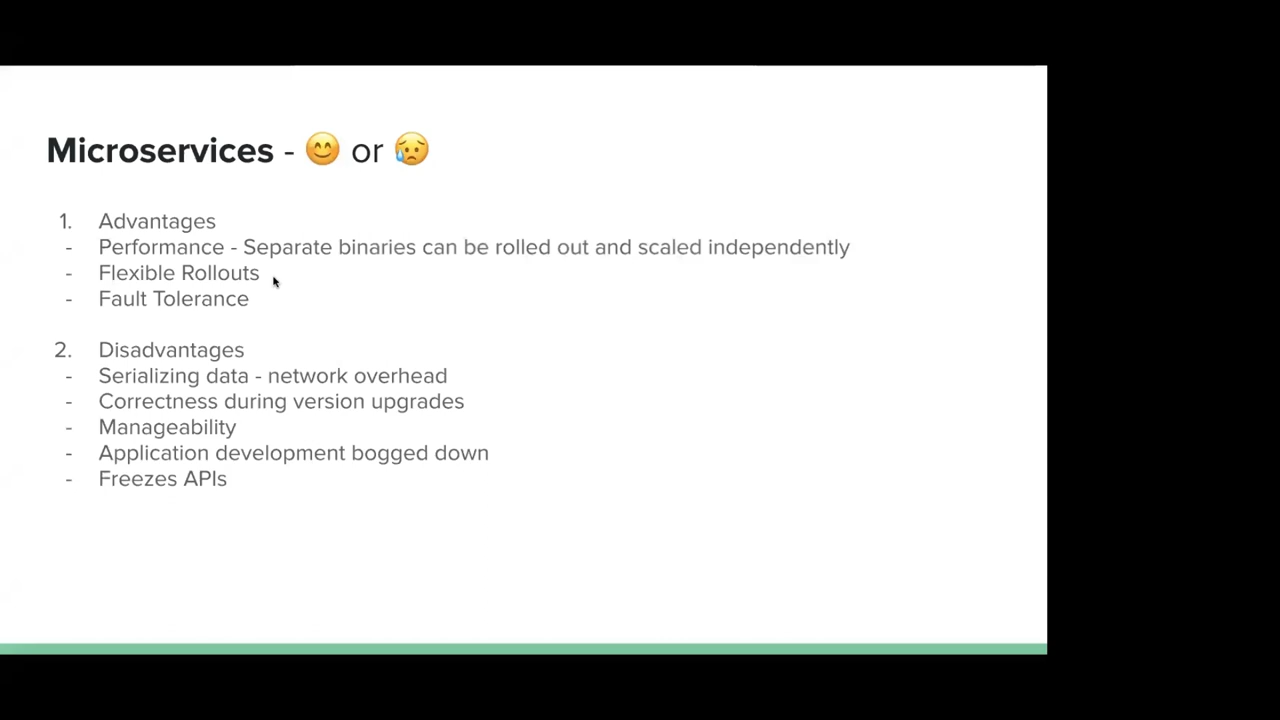 Microservices - 😊 or 😥
1. Advantages
- Performance - Separate binaries can be rolled out and scaled independently
- Flexible Rollouts
- Fault Tolerance
2. Disadvantages
- Serializing data - network overhead
- Correctness during version upgrades
- Manageability
- Application development bogged down
- Freezes APIs